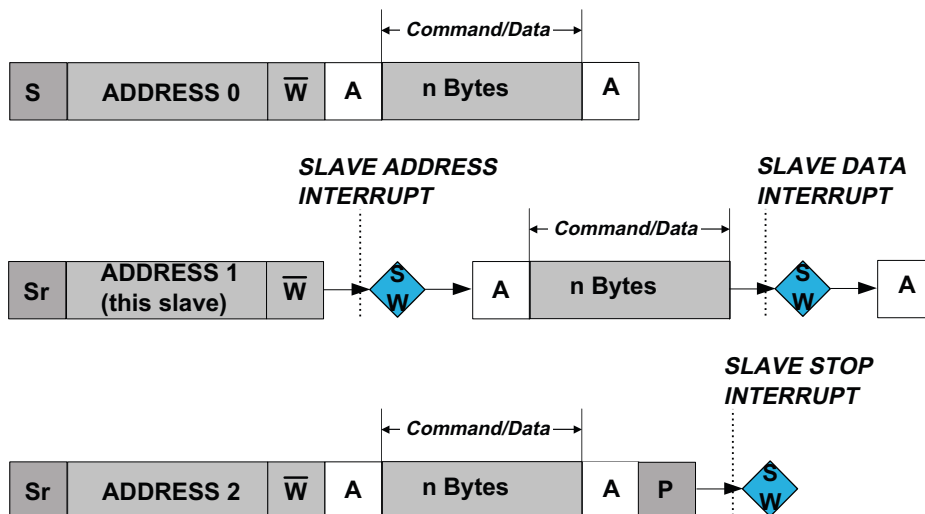 Command/Data
S ADDRESS 0 W̅ A n Bytes A
SLAVE ADDRESS
INTERRUPT
SLAVE DATA
INTERRUPT
Command/Data
Sr ADDRESS 1
(this slave)
W̅
S
W
A n Bytes
S
W
A
SLAVE STOP
INTERRUPT
Command/Data
Sr ADDRESS 2 W̅ A n Bytes A P
S
W